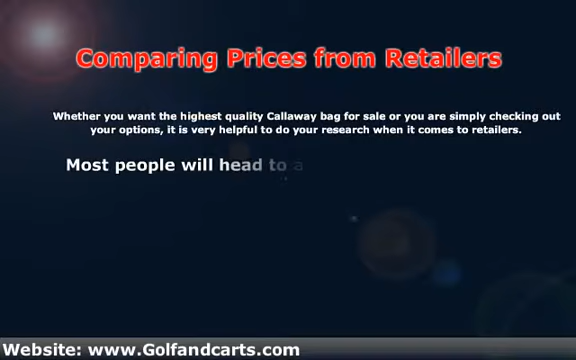 Comparing Prices from Retailers
Whether you want the highest quality Callaway bag for sale or you are simply checking out
your options, it is very helpful to do your research when it comes to retailers.
Most people will head to a
Website: www.Golfandcarts.com